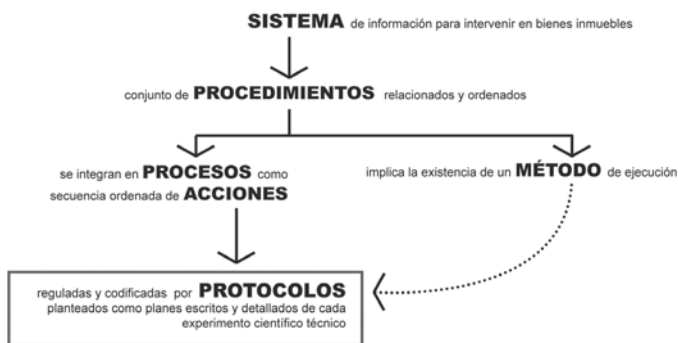 SISTEMA de información para intervenir en bienes inmuebles
conjunto de PROCEDIMIENTOS relacionados y ordenados
se integran en PROCESOS como
secuencia ordenada de ACCIONES
implica la existencia de un MÉTODO de ejecución
reguladas y codificadas por PROTOCOLOS
planteados como planes escritos y detallados de cada
experimento científico técnico